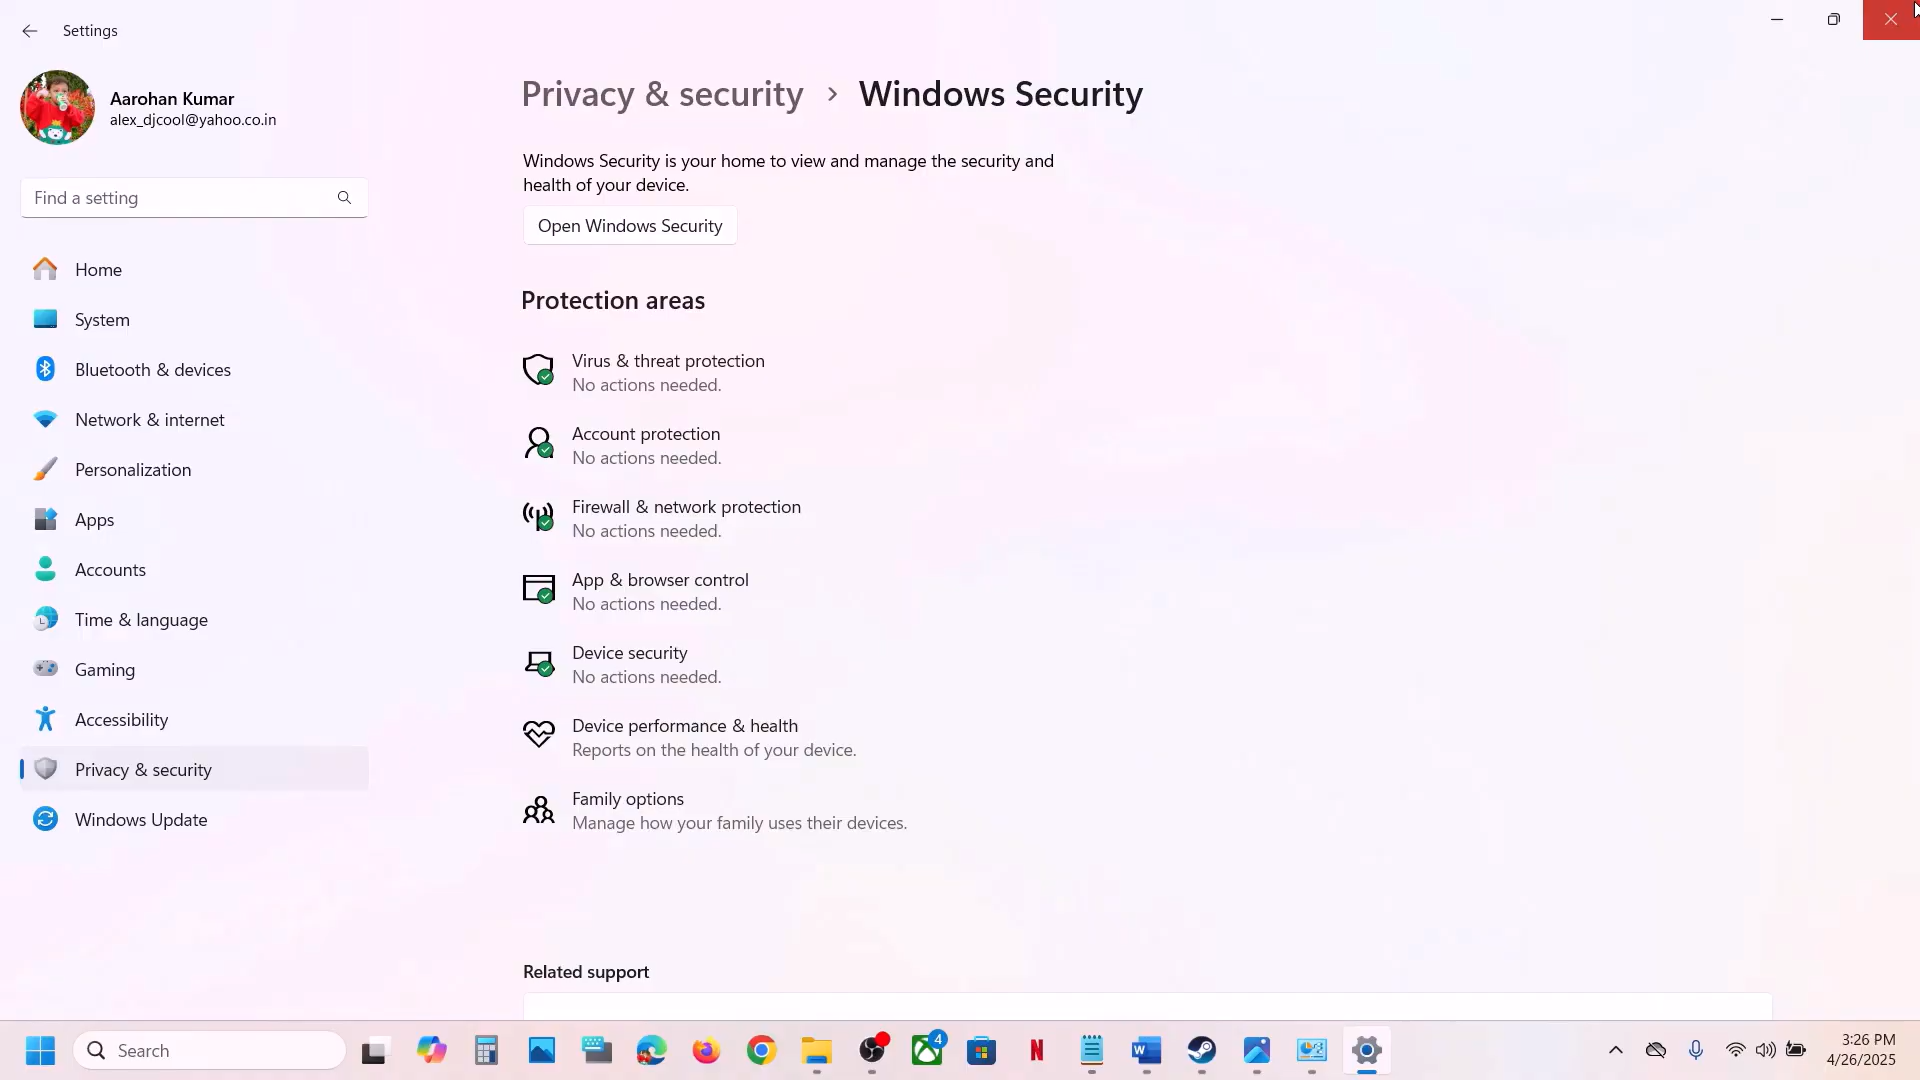 Settings
Aarohan Kumar
alex_djcool@yahoo.co.in
Find a setting
Home
System
Bluetooth & devices
Network & internet
Personalization
Apps
Accounts
Time & language
Gaming
Accessibility
Privacy & security
Windows Update
Privacy & security > Windows Security
Windows Security is your home to view and manage the security and
health of your device.
Open Windows Security
Protection areas
Virus & threat protection
No actions needed.
Account protection
No actions needed.
Firewall & network protection
No actions needed.
App & browser control
No actions needed.
Device security
No actions needed.
Device performance & health
Reports on the health of your device.
Family options
Manage how your family uses their devices.
Related support
Search
4
N
W
3:26 PM
4/26/2025